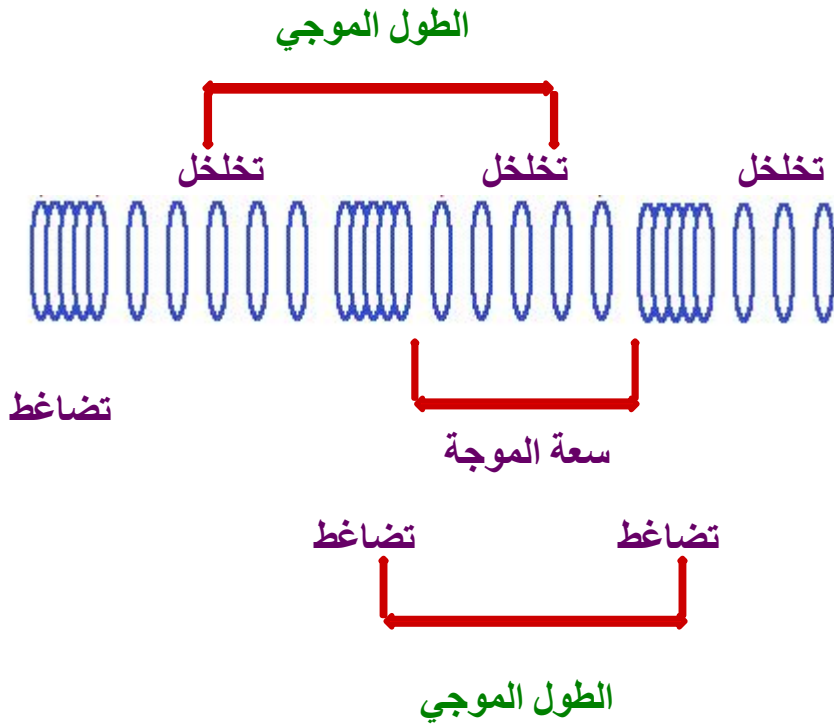 الطول الموجي
تخلخل تخلخل تخلخل
تضاغط
سعة الموجة
تضاغط تضاغط
الطول الموجي